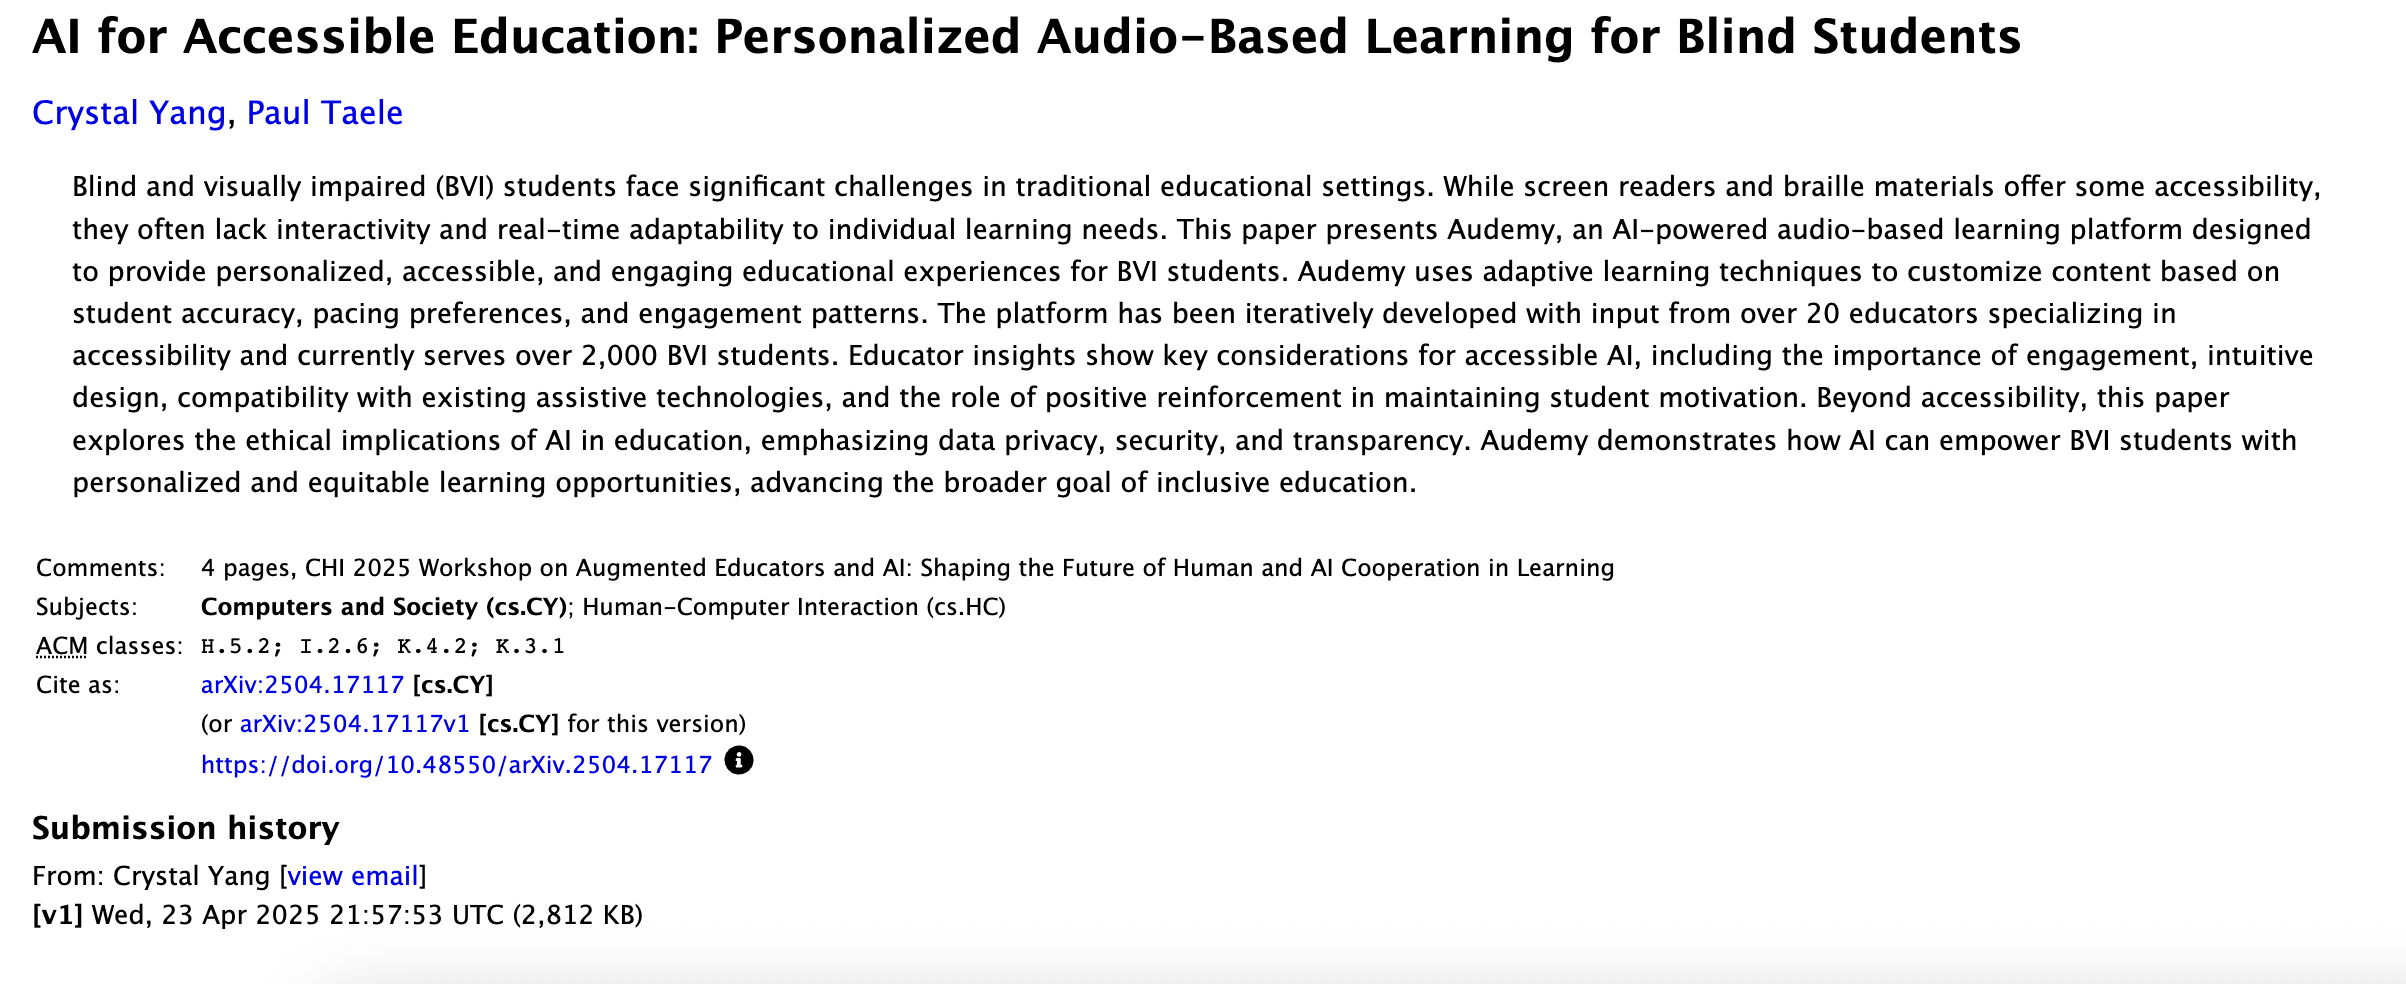 AI for Accessible Education: Personalized Audio-Based Learning for Blind Students
Crystal Yang, Paul Taele
Blind and visually impaired (BVI) students face significant challenges in traditional educational settings. While screen readers and braille materials offer some accessibility,
they often lack interactivity and real-time adaptability to individual learning needs. This paper presents Audemy, an AI-powered audio-based learning platform designed
to provide personalized, accessible, and engaging educational experiences for BVI students. Audemy uses adaptive learning techniques to customize content based on
student accuracy, pacing preferences, and engagement patterns. The platform has been iteratively developed with input from over 20 educators specializing in
accessibility and currently serves over 2,000 BVI students. Educator insights show key considerations for accessible AI, including the importance of engagement, intuitive
design, compatibility with existing assistive technologies, and the role of positive reinforcement in maintaining student motivation. Beyond accessibility, this paper
explores the ethical implications of AI in education, emphasizing data privacy, security, and transparency. Audemy demonstrates how AI can empower BVI students with
personalized and equitable learning opportunities, advancing the broader goal of inclusive education.
Comments: 4 pages, CHI 2025 Workshop on Augmented Educators and AI: Shaping the Future of Human and AI Cooperation in Learning
Subjects: Computers and Society (cs.CY); Human-Computer Interaction (cs.HC)
ACM classes: H.5.2; I.2.6; K.4.2; K.3.1
Cite as: arXiv:2504.17117 [cs.CY]
(or arXiv:2504.17117v1 [cs.CY] for this version)
https://doi.org/10.48550/arXiv.2504.17117
Submission history
From: Crystal Yang [view email]
[v1] Wed, 23 Apr 2025 21:57:53 UTC (2,812 KB)